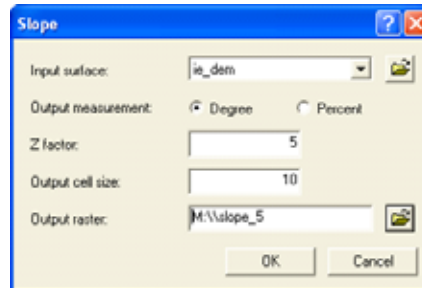 Slope
Input surface: ie_dem
Output measurement: Degree Percent
Z factor: 5
Output cell size: 10
Output raster: M:\\slope_5
OK Cancel